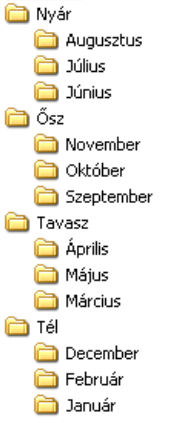 Nyár
Augusztus
Július
Június
Ősz
November
Október
Szeptember
Tavasz
Április
Május
Március
Tél
December
Február
Január